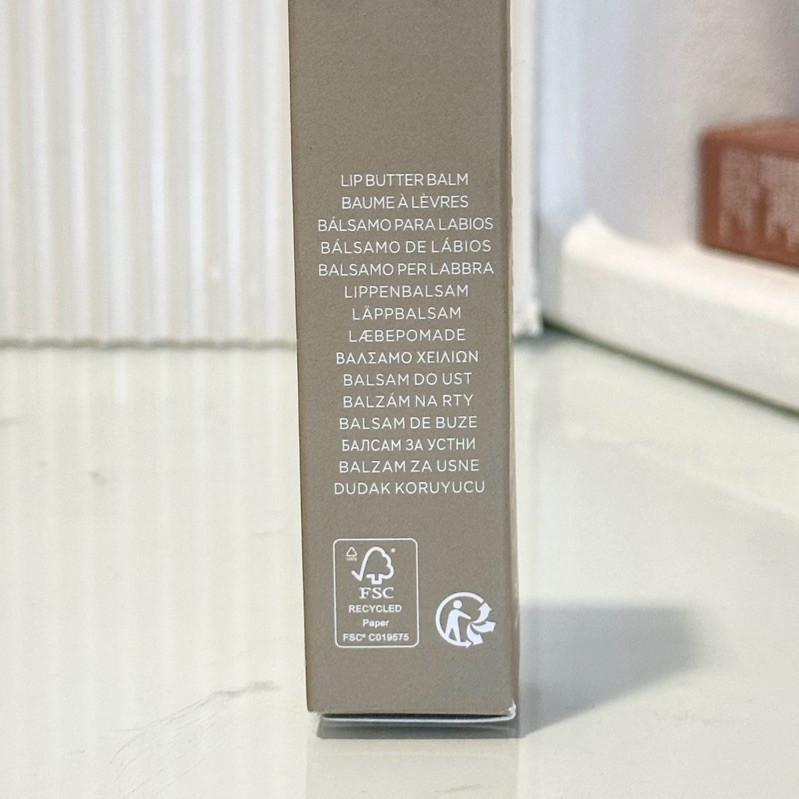 LIP BUTTER BALM
BAUME À LÈVRES
BÁLSAMO PARA LABIOS
BÁLSAMO DE LÁBIOS
BALSAMO PER LABBRA
LIPPENBALSAM
LÄPPBALSAM
LÆBEPOMADE
ΒΑΛΣΑΜΟ ΧΕΙΛΙΩΝ
BALSAM DO UST
BALZÁM NA RTY
BALSAM DE BUZE
БАЛСАМ ЗА УСТНИ
BALZAM ZA USNE
DUDAK KORUYUCU
FSC
RECYCLED
Paper
FSC® C019575